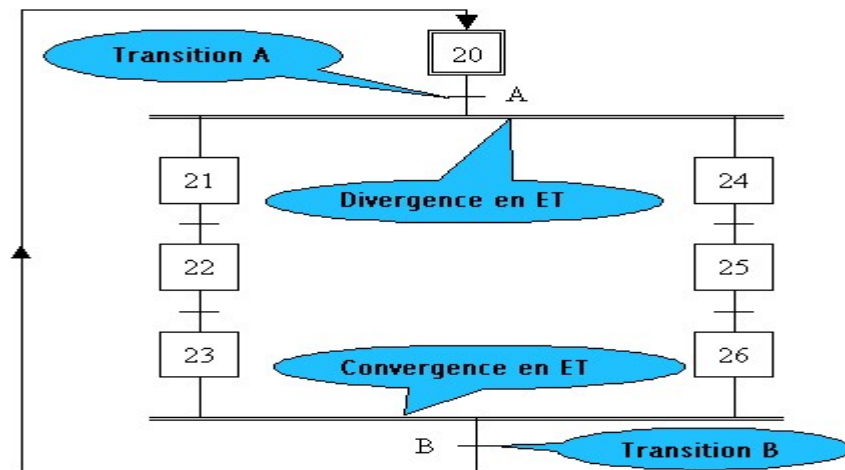 20
Transition A
A
21
24
Divergence en ET
22
25
23
26
Convergence en ET
B
Transition B